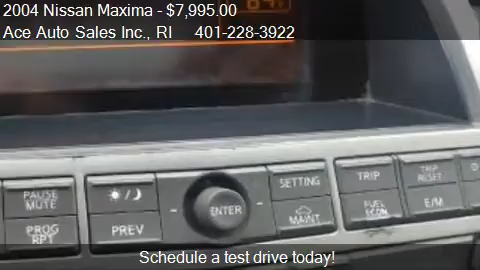 2004 Nissan Maxima - $7,995.00
Ace Auto Sales Inc., RI 401-228-3922
PAUSE
MUTE
PROG
RPT
PREV
ENTER
SETTING
MAINT
TRIP
FUEL
ECON
TRIP
RESET
E/M
Schedule a test drive today!